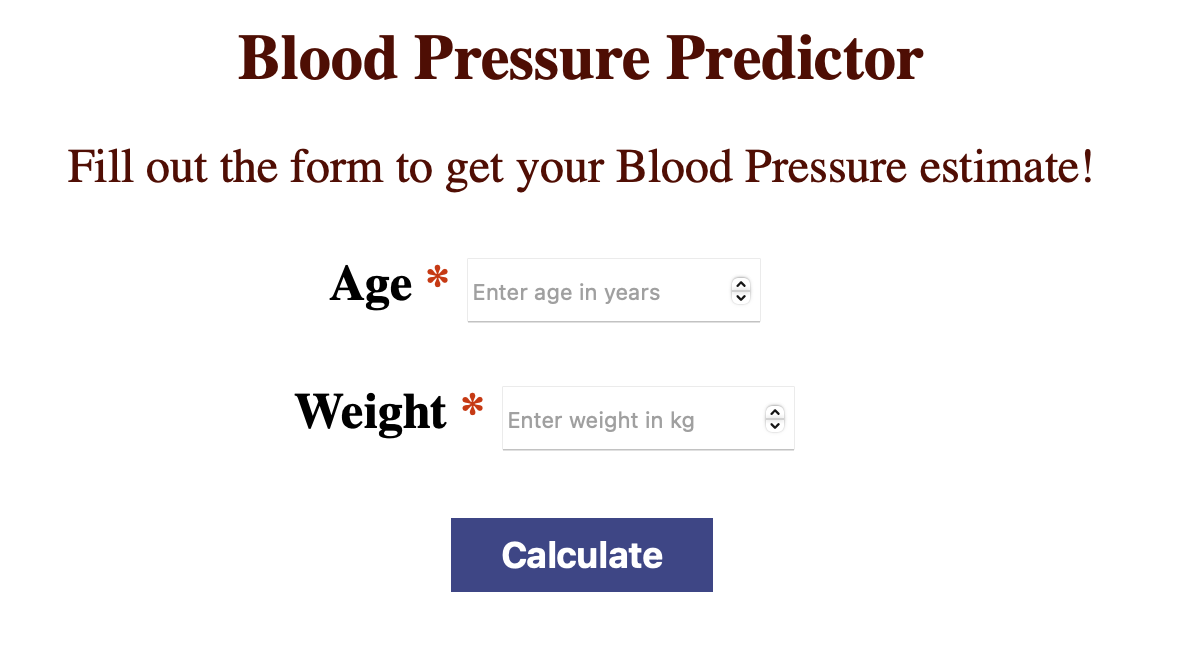 Blood Pressure Predictor
Fill out the form to get your Blood Pressure estimate!
Age * Enter age in years
Weight * Enter weight in kg
Calculate